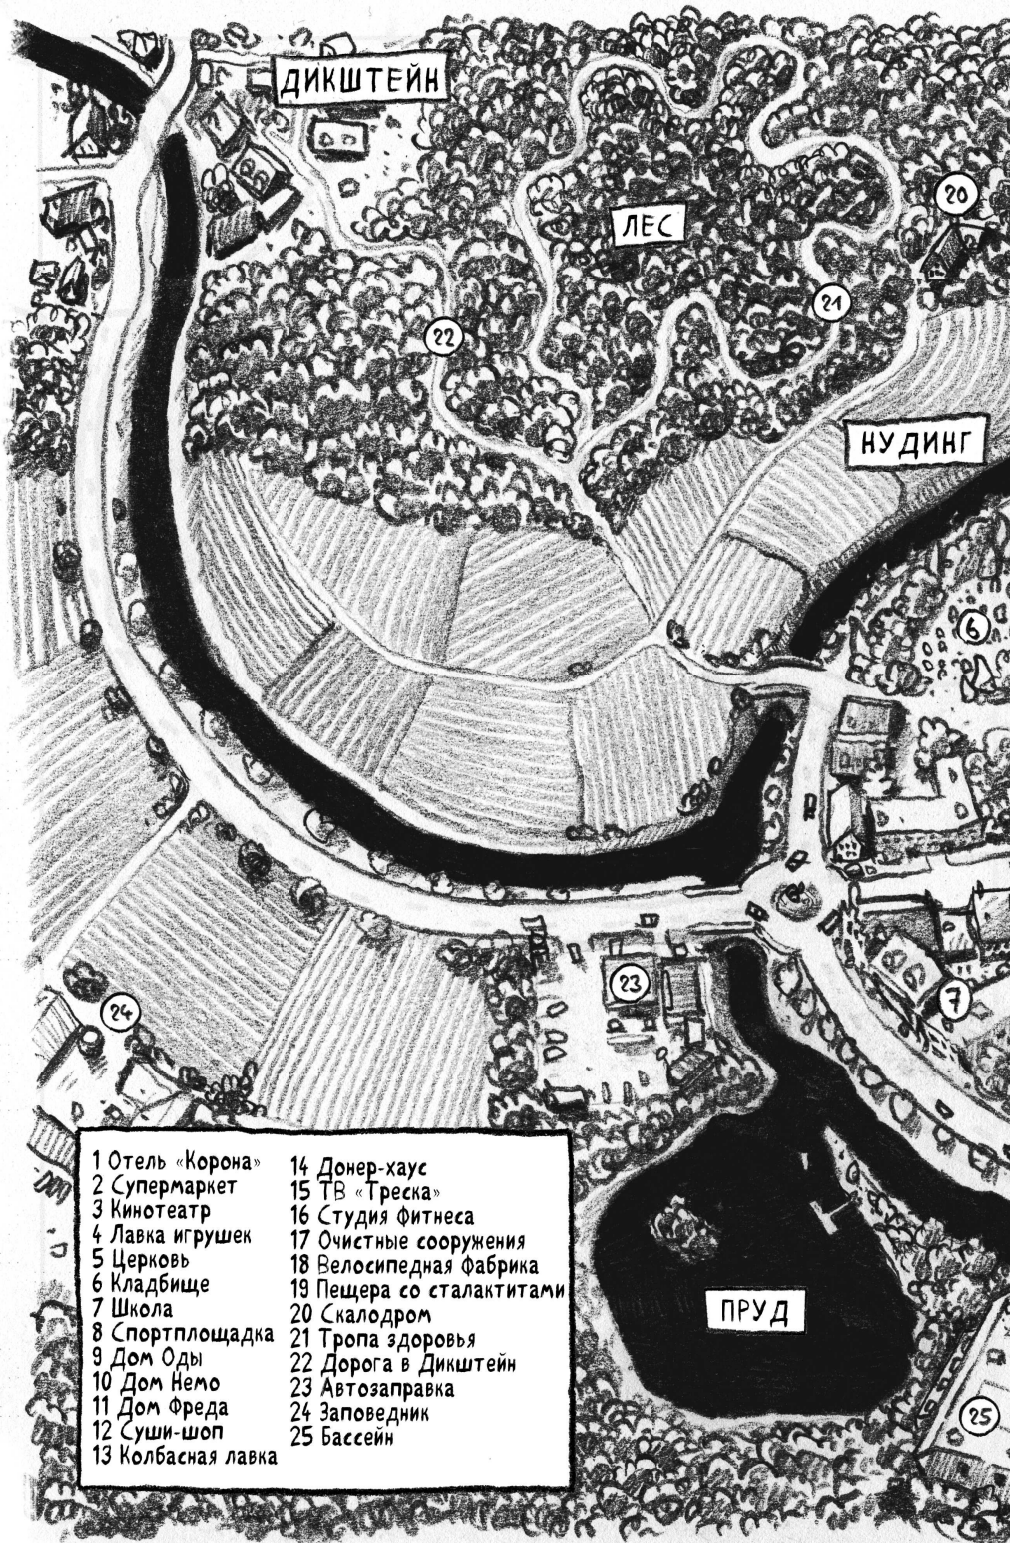 ДИКШТЕЙН
ЛЕС
20
21
22
НУДИНГ
6
23
7
24
1 Отель «Корона»
2 Супермаркет
3 Кинотеатр
4 Лавка игрушек
5 Церковь
6 Кладбище
7 Школа
8 Спортплощадка
9 Дом Оды
10 Дом Немо
11 Дом Фреда
12 Суши-шоп
13 Колбасная лавка
14 Донер-хаус
15 ТВ «Треска»
16 Студия фитнеса
17 Очистные сооружения
18 Велосипедная фабрика
19 Пещера со сталактитами
20 Скалодром
21 Тропа здоровья
22 Дорога в Дикштейн
23 Автозаправка
24 Заповедник
25 Бассейн
ПРУД
25